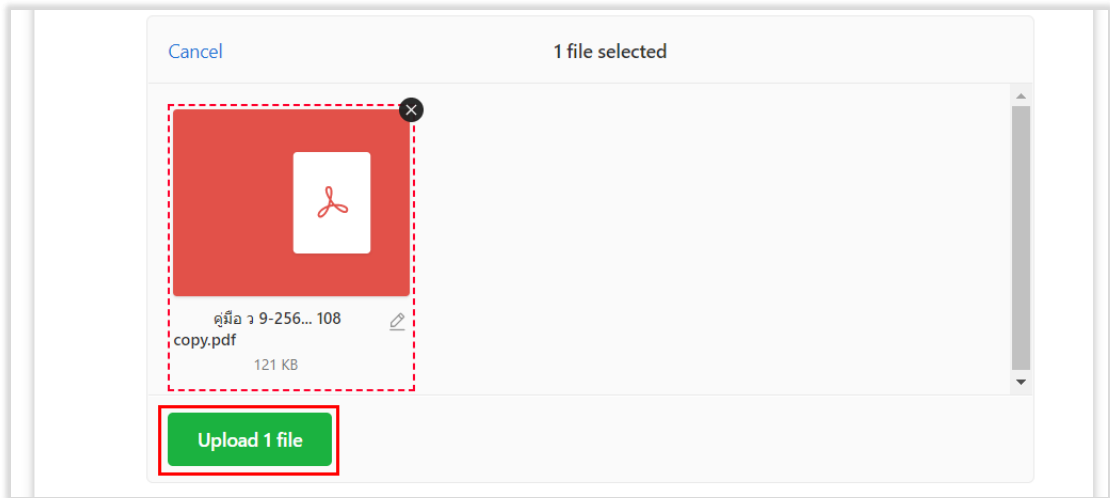 Cancel
1 file selected
คู่มือ ว 9-256... 108
copy.pdf
121 KB
Upload 1 file